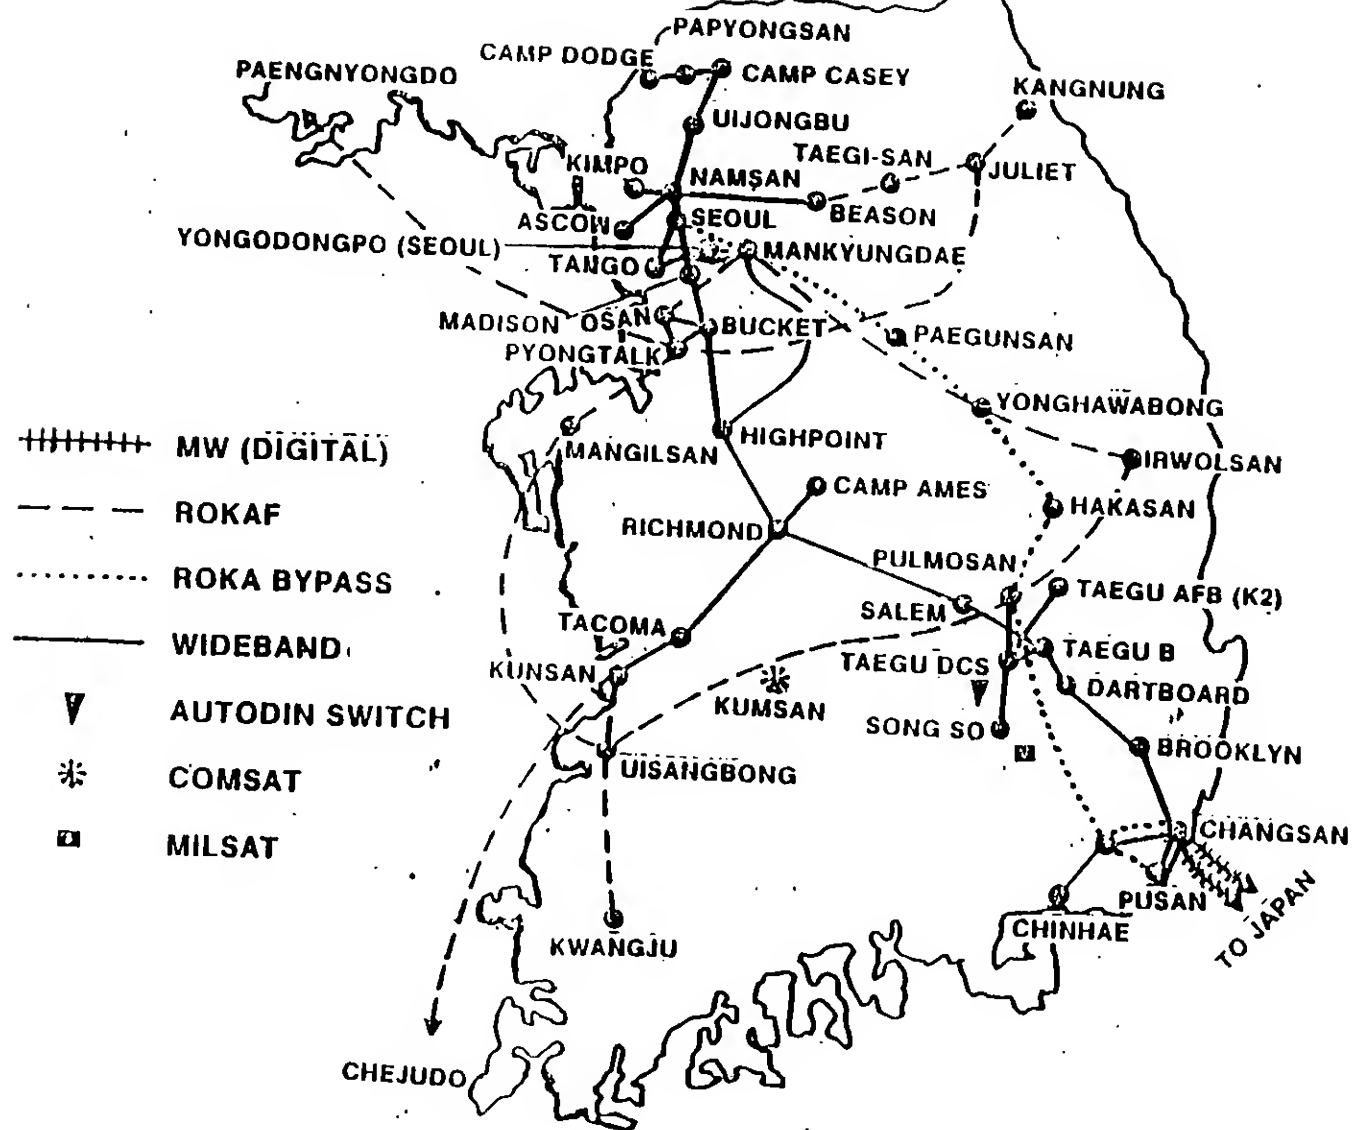 PAPYONGSAN
CAMP DODGE
PAENGNYONGDO
CAMP CASEY
KANGNUNG
UIJONGBU
TAEGI-SAN
KIMPO
NAMSAN
JULIET
ASCOM
SEOUL
BEASON
YONGODONGPO (SEOUL)
MANKYUNGDAE
TANGO
MADISON
OSAN
BUCKET
PAEGUNSAN
PYONGTALK
YONGHAWABONG
MW (DIGITAL)
MANGILSAN
HIGHPOINT
IRWOLSAN
CAMP AMES
HAKASAN
ROKAF
RICHMOND
PULMOSAN
ROKA BYPASS
TAEGU AFB (K2)
SALEM
TACOMA
WIDEBAND
TAEGU DCS
TAEGU B
KUNSAN
DARTBOARD
AUTODIN SWITCH
KUMSAN
SONG SO
BROOKLYN
COMSAT
UISANGBONG
MILSAT
CHANGSAN
PUSAN
TO JAPAN
CHINHAE
KWANGJU
CHEJUDO